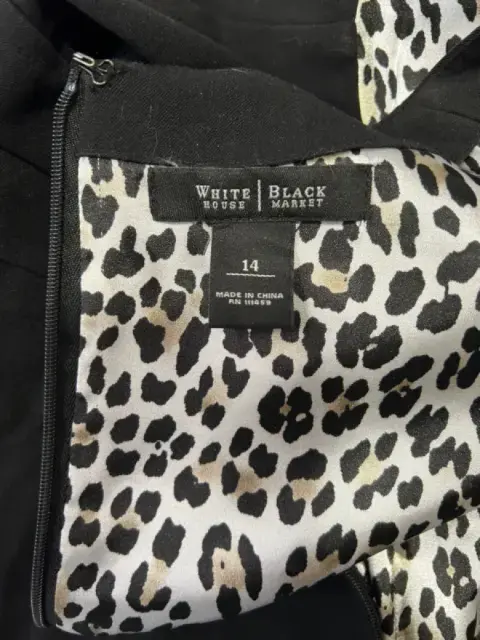 WHITE | BLACK
HOUSE | MARKET
14
MADE IN CHINA
RN 111459